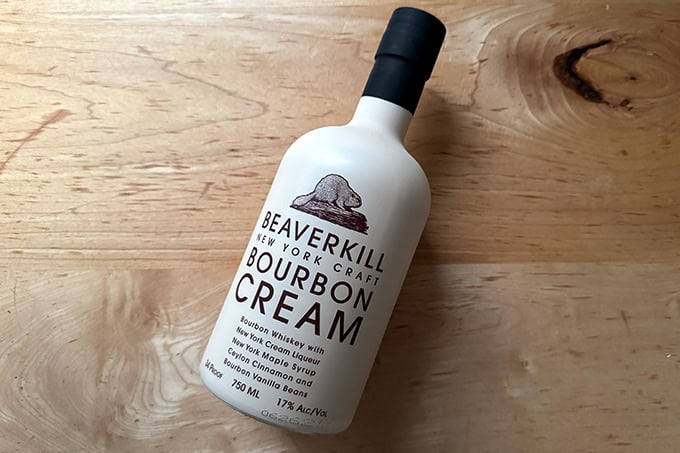 BEAVERKILL
NEW YORK CRAFT
BOURBON
CREAM
Bourbon Whiskey with
New York Cream Liqueur
New York Maple Syrup
Ceylon Cinnamon and
Bourbon Vanilla Beans
34 PROOF 750 ML 17% ALC/VOL